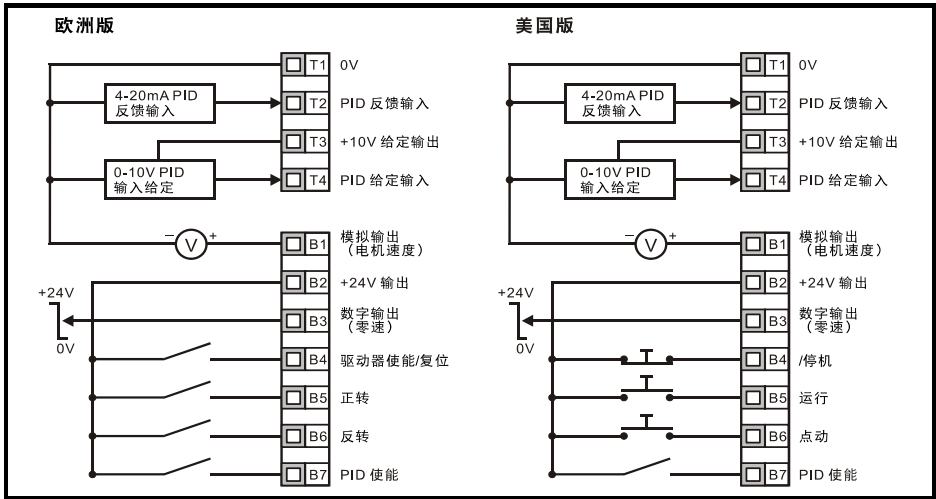 欧洲版
T1 0V
4-20mA PID
反馈输入
T2 PID 反馈输入
T3 +10V 给定输出
0-10V PID
输入给定
T4 PID 给定输入
− V +
B1 模拟输出
（电机速度）
B2 +24V 输出
+24V
0V
B3 数字输出
（零速）
B4 驱动器使能/复位
B5 正转
B6 反转
B7 PID 使能
美国版
T1 0V
4-20mA PID
反馈输入
T2 PID 反馈输入
T3 +10V 给定输出
0-10V PID
输入给定
T4 PID 给定输入
− V +
B1 模拟输出
（电机速度）
B2 +24V 输出
+24V
0V
B3 数字输出
（零速）
B4 /停机
B5 运行
B6 点动
B7 PID 使能